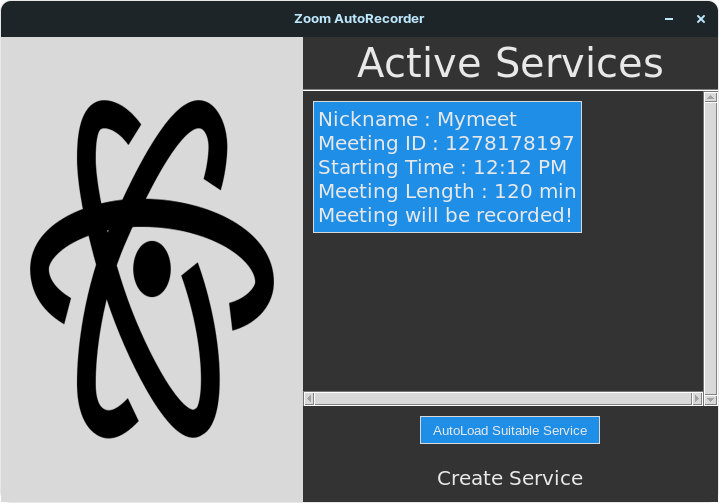 Zoom AutoRecorder
Active Services
Nickname : Mymeet
Meeting ID : 1278178197
Starting Time : 12:12 PM
Meeting Length : 120 min
Meeting will be recorded!
AutoLoad Suitable Service
Create Service